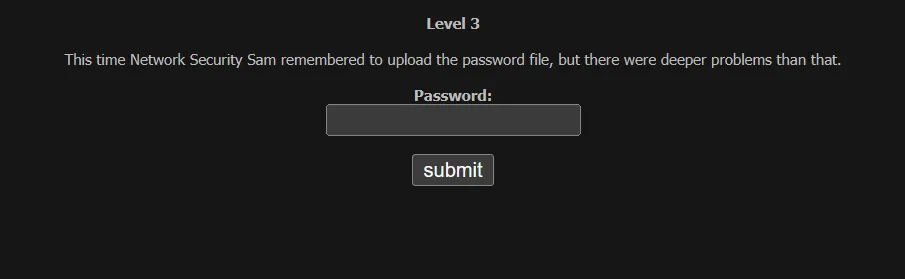 Level 3
This time Network Security Sam remembered to upload the password file, but there were deeper problems than that.
Password:
submit